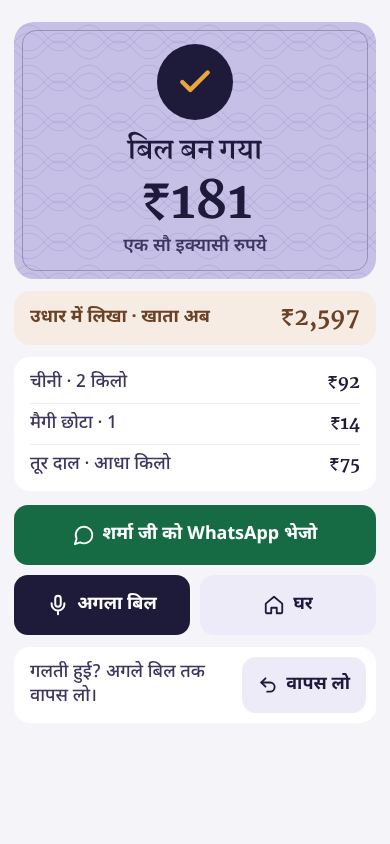 बिल बन गया
₹181
एक सौ इक्यासी रुपये
उधार में लिखा · खाता अब ₹2,597
चीनी · 2 किलो ₹92
मैगी छोटा · 1 ₹14
तूर दाल · आधा किलो ₹75
शर्मा जी को WhatsApp भेजो
अगला बिल घर
गलती हुई? अगले बिल तक
वापस लो।
वापस लो